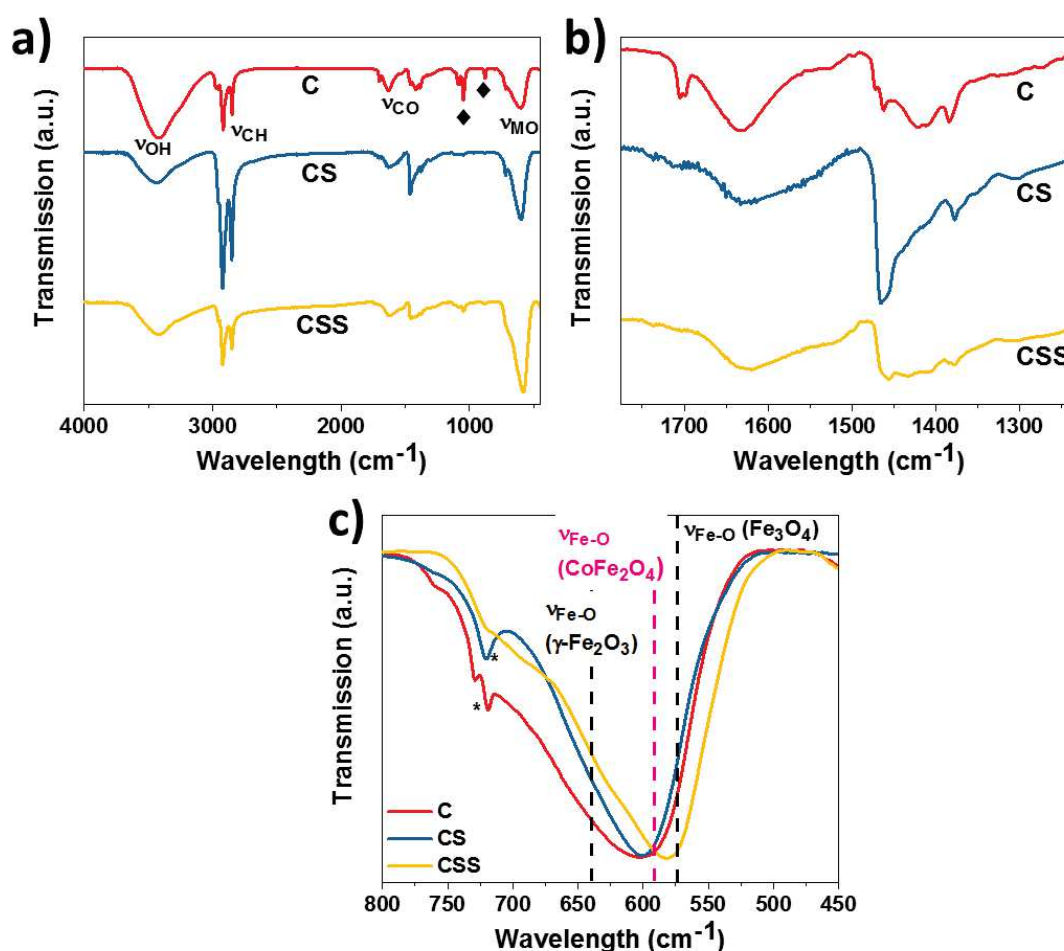 a)
C
νCO
νCH
◆
◆
νOH
νMO
CS
CSS
Transmission (a.u.)
4000 3000 2000 1000
Wavelength (cm⁻¹)
b)
C
CS
CSS
Transmission (a.u.)
1700 1600 1500 1400 1300
Wavelength (cm⁻¹)
c)
νFe-O (Fe₃O₄)
νFe-O
(CoFe₂O₄)
νFe-O
(γ-Fe₂O₃)
*
*
C
CS
CSS
Transmission (a.u.)
800 750 700 650 600 550 500 450
Wavelength (cm⁻¹)